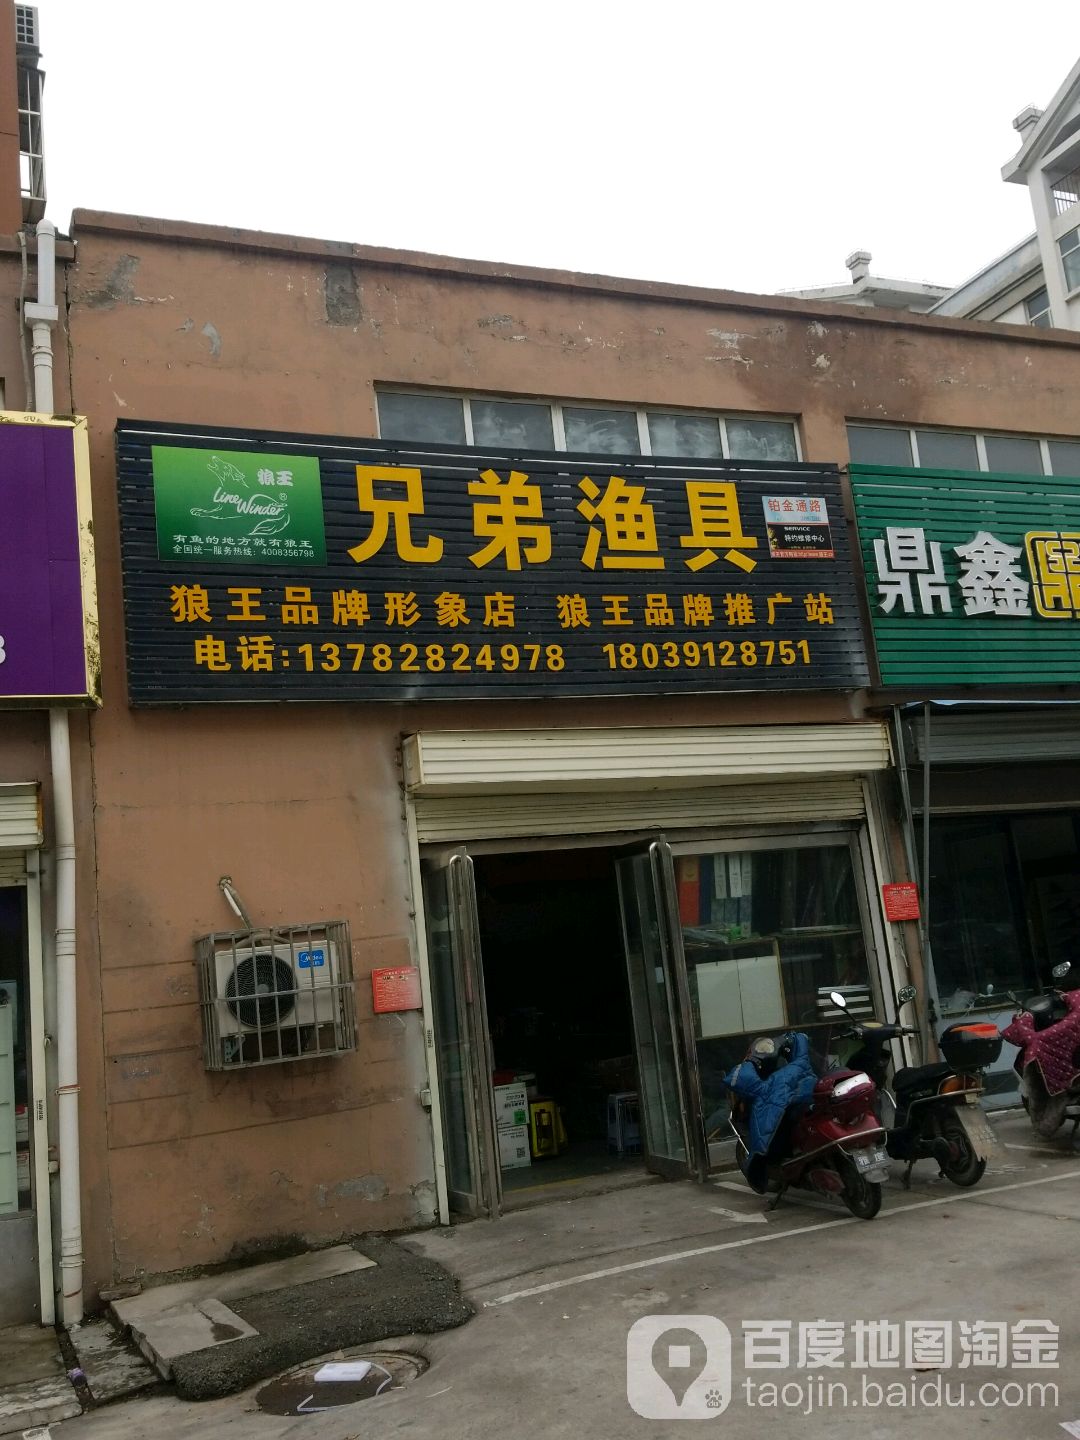 狼王
Line Winder®
有鱼的地方就有狼王
全国统一服务热线：4008356798
兄弟渔具
铂金通路
SERVICE
特约维修中心
狼王品牌形象店 狼王品牌推广站
电话:13782824978 18039128751
鼎鑫鼎
Midea
百度地图淘金
taojin.baidu.com